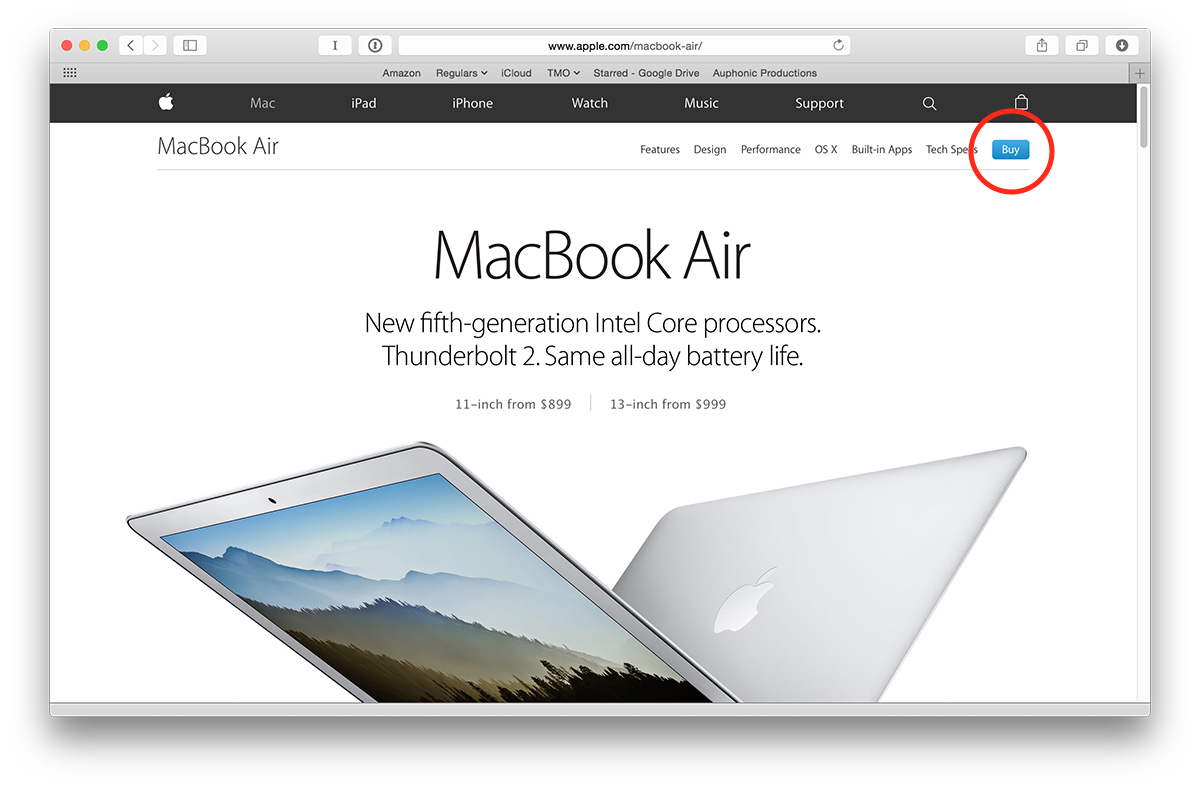 www.apple.com/macbook-air/
Amazon Regulars iCloud TMO Starred - Google Drive Auphonic Productions
Mac iPad iPhone Watch Music Support
MacBook Air
Features Design Performance OS X Built-in Apps Tech Specs Buy
MacBook Air
New fifth-generation Intel Core processors.
Thunderbolt 2. Same all-day battery life.
11-inch from $899 13-inch from $999